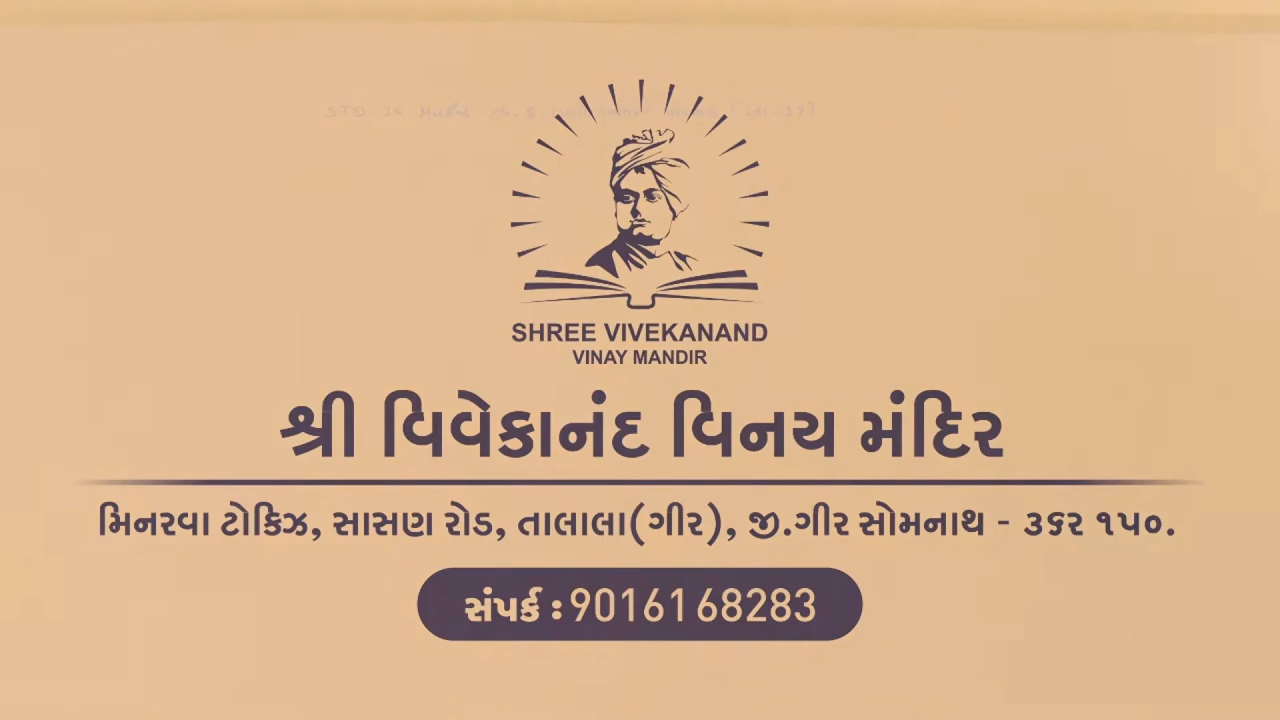 SHREE VIVEKANAND
VINAY MANDIR
શ્રી વિવેકાનંદ વિનય મંદિર
મિનરવા ટોકિઝ, સાસણ રોડ, તાલાલા(ગીર), જી.ગીર સોમનાથ - ૩૬૨ ૧૫૦.
સંપર્ક : 9016168283